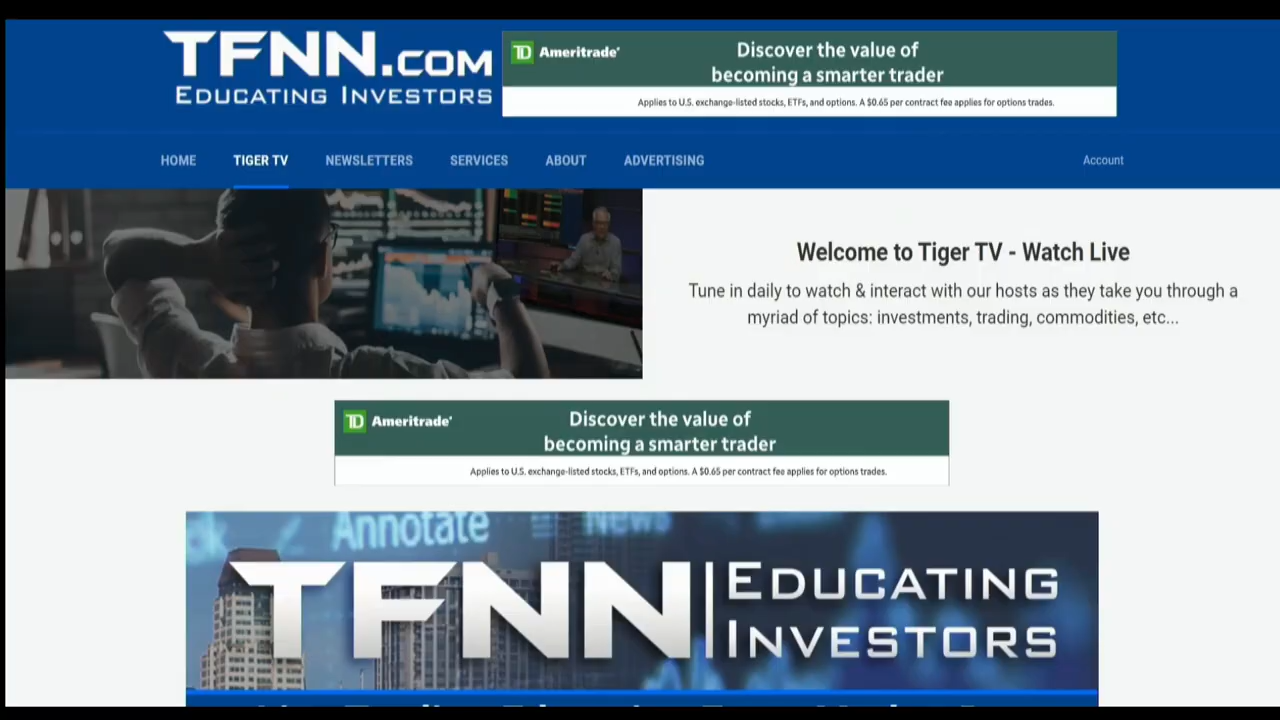 TFNN.COM
EDUCATING INVESTORS
TD Ameritrade
Discover the value of
becoming a smarter trader
Applies to U.S. exchange-listed stocks, ETFs, and options. A $0.65 per contract fee applies for options trades.
HOME TIGER TV NEWSLETTERS SERVICES ABOUT ADVERTISING Account
Welcome to Tiger TV - Watch Live
Tune in daily to watch & interact with our hosts as they take you through a
myriad of topics: investments, trading, commodities, etc...
TD Ameritrade
Discover the value of
becoming a smarter trader
Applies to U.S. exchange-listed stocks, ETFs, and options. A $0.65 per contract fee applies for options trades.
Annotate News
TFNN EDUCATING
INVESTORS